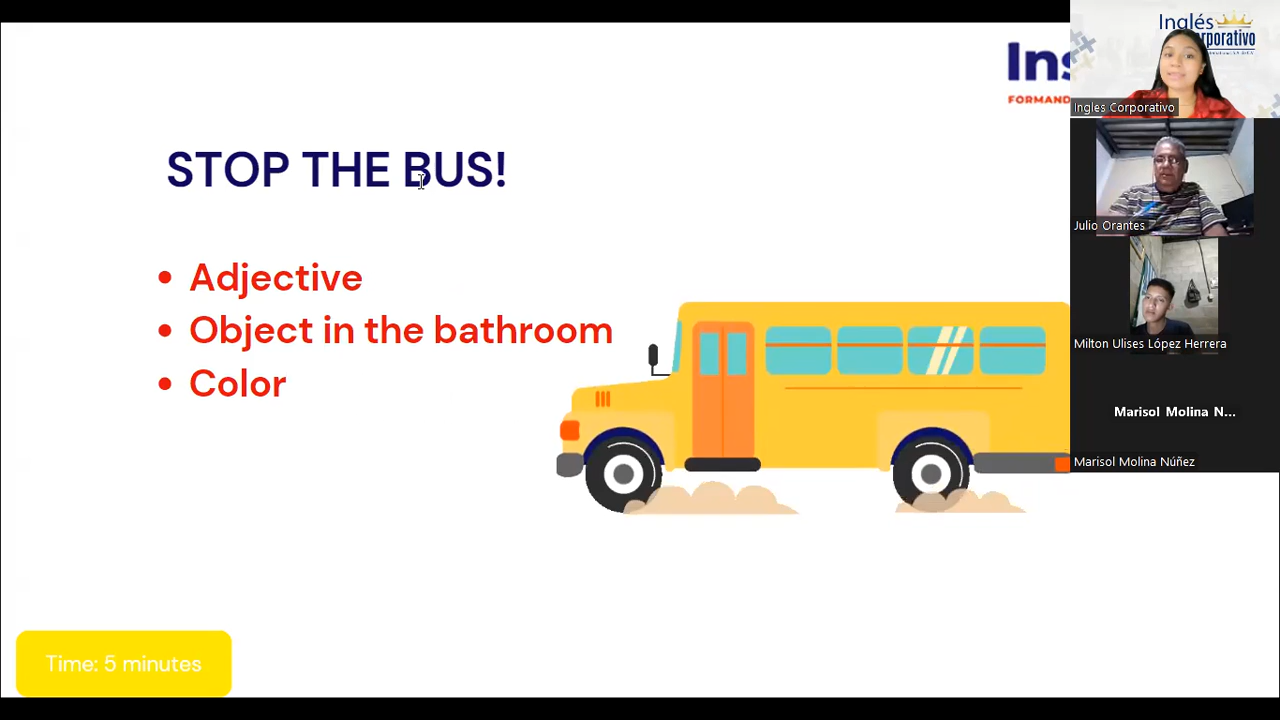 STOP THE BUS!
• Adjective
• Object in the bathroom
• Color
Time: 5 minutes
Ins
FORMAND
Inglés
rporativo
Ingles Corporativo
Julio Orantes
Milton Ulises López Herrera
Marisol Molina N...
Marisol Molina Núñez